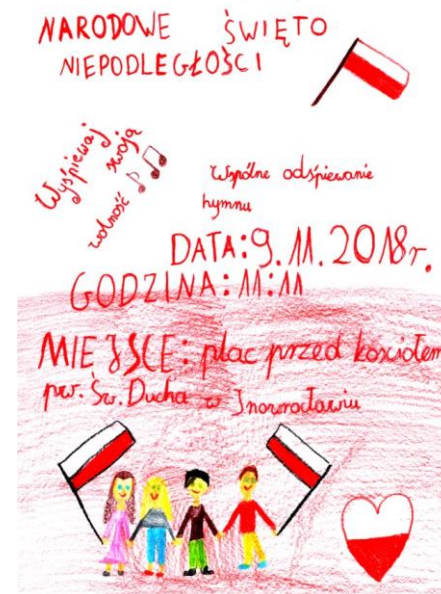 NARODOWE ŚWIĘTO
NIEPODLEGŁOŚCI
Wyśpiewaj
swoją
wolność
Wspólne odśpiewanie
hymnu
DATA: 9.11.2018r.
GODZINA: 11:11
MIEJSCE: plac przed kościołem
pw. Św. Ducha w Inowrocławiu